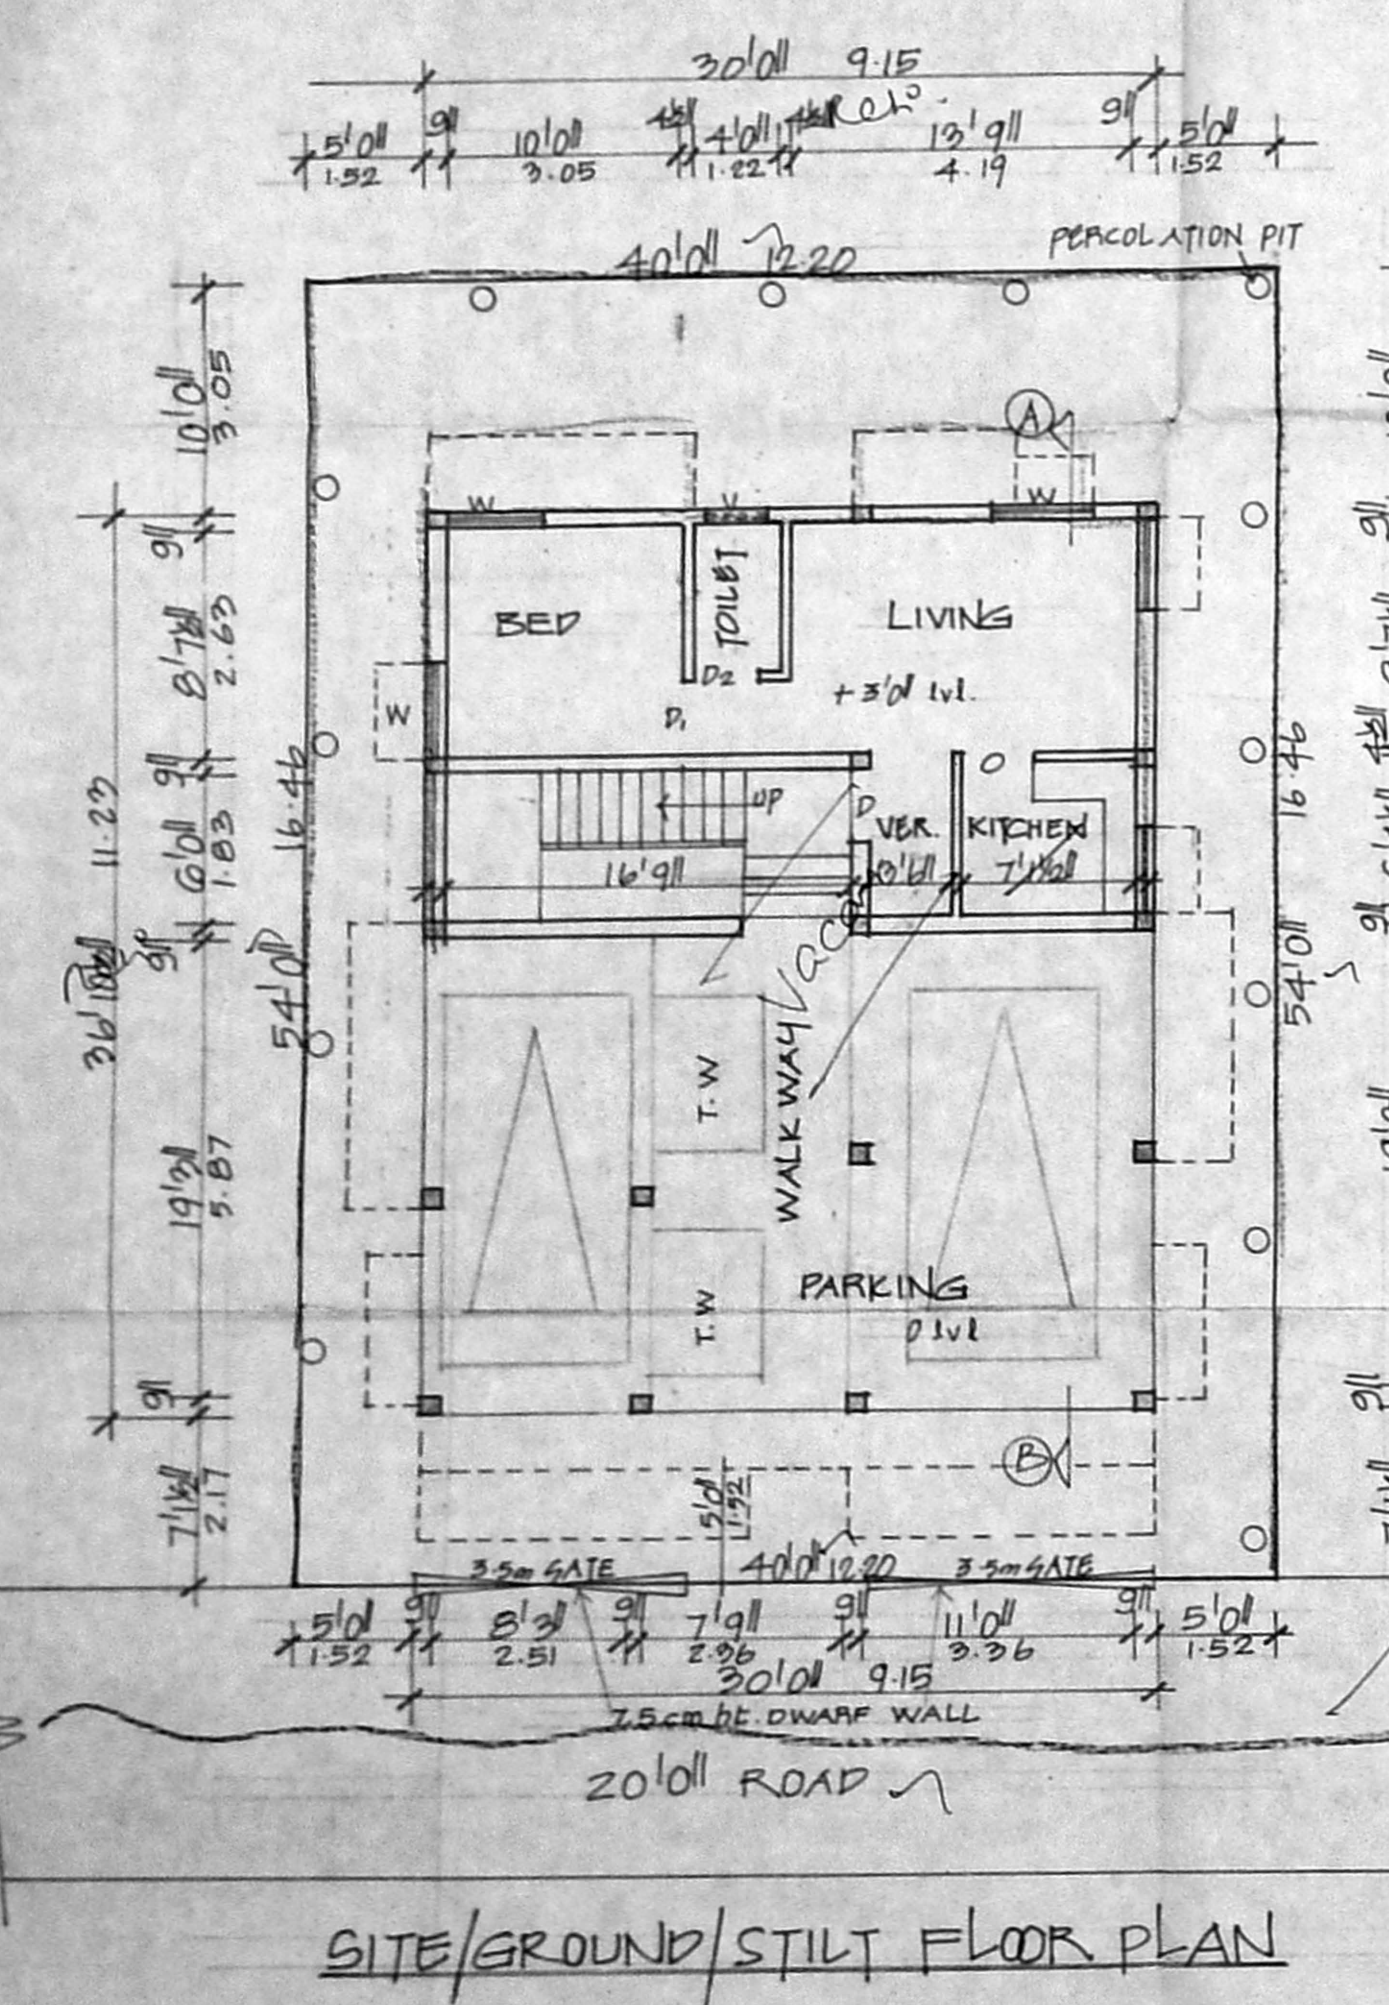 30'0" 9.15
5'0" 9" 10'0" 4½" 4'0" 4½" 13'9" 9" 5'0"
1.52 3.05 1.22 4.19 1.52
40'0" 12.20
PERCOLATION PIT
10'0" 3.05
A
W V W
9"
BED TOILET LIVING
8'7½" 2.63
D2
+3'0" lvl.
W D1
9"
16.46 16.46
O
UP D
36'10½" 11.23
6'0" 1.83
VER. KITCHEN
16'9" 3'6" 7'1½"
9"
54'0" 54'0"
T.W WALK WAY
19'3" 5.87
T.W PARKING
0 lvl
9"
B
7'1½" 2.17
5'0" 1.52
3.5m GATE 40'0" 12.20 3.5m GATE
5'0" 9" 8'3" 9" 7'9" 9" 11'0" 9" 5'0"
1.52 2.51 2.36 3.36 1.52
30'0" 9.15
7.5cm ht. DWARF WALL
20'0" ROAD
SITE/GROUND/STILT FLOOR PLAN